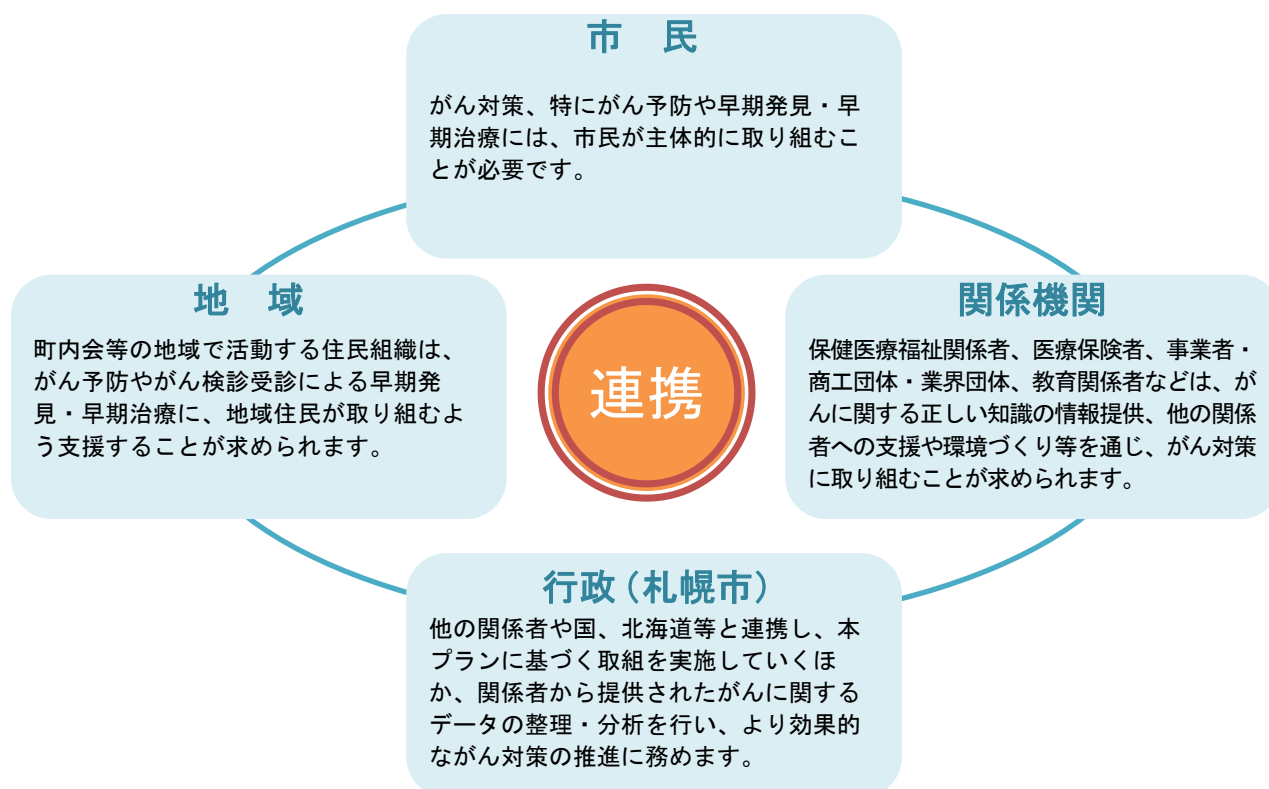 市　民
がん対策、特にがん予防や早期発見・早
期治療には、市民が主体的に取り組むこ
とが必要です。
地　域
町内会等の地域で活動する住民組織は、
がん予防やがん検診受診による早期発
見・早期治療に、地域住民が取り組むよ
う支援することが求められます。
連携
関係機関
保健医療福祉関係者、医療保険者、事業者・
商工団体・業界団体、教育関係者などは、が
んに関する正しい知識の情報提供、他の関係
者への支援や環境づくり等を通じ、がん対策
に取り組むことが求められます。
行政（札幌市）
他の関係者や国、北海道等と連携し、本
プランに基づく取組を実施していくほ
か、関係者から提供されたがんに関する
データの整理・分析を行い、より効果的
ながん対策の推進に務めます。